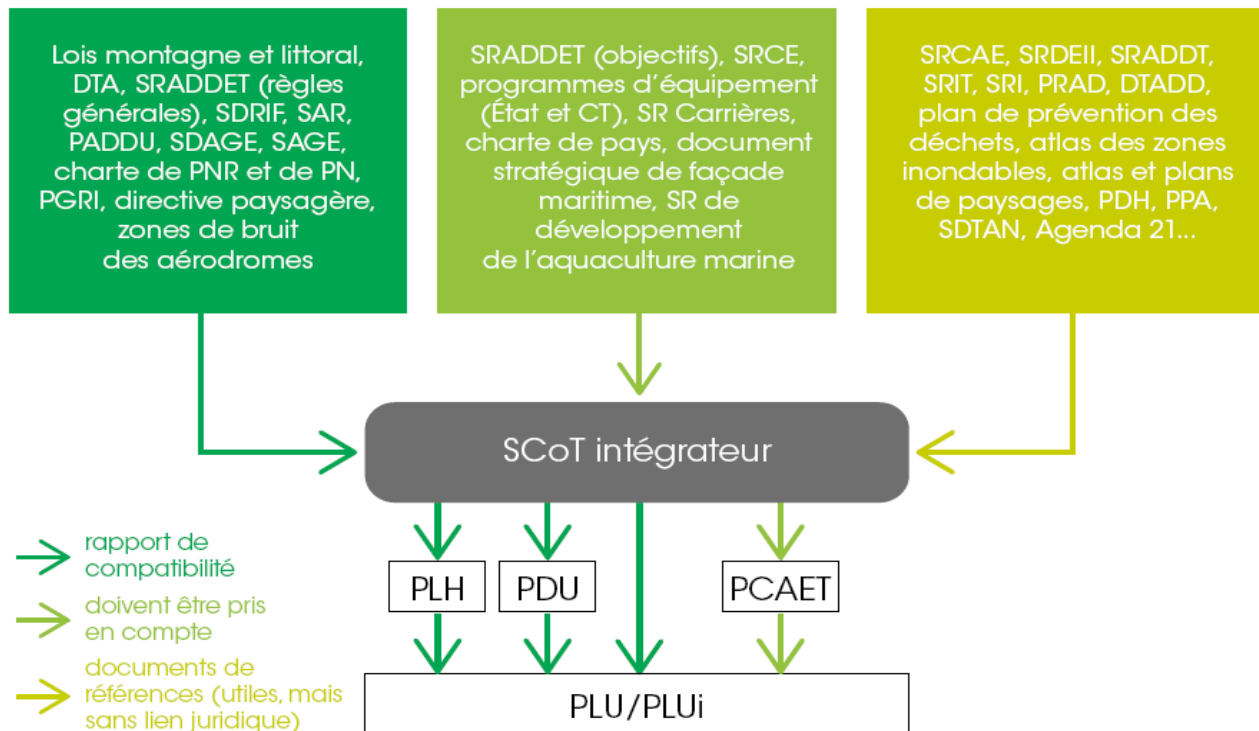 Lois montagne et littoral,
DTA, SRADDET (règles
générales), SDRIF, SAR,
PADDU, SDAGE, SAGE,
charte de PNR et de PN,
PGRI, directive paysagère,
zones de bruit
des aérodromes
SRADDET (objectifs), SRCE,
programmes d'équipement
(État et CT), SR Carrières,
charte de pays, document
stratégique de façade
maritime, SR de
développement
de l'aquaculture marine
SRCAE, SRDEII, SRADDT,
SRIT, SRI, PRAD, DTADD,
plan de prévention des
déchets, atlas des zones
inondables, atlas et plans
de paysages, PDH, PPA,
SDTAN, Agenda 21...
SCoT intégrateur
rapport de
compatibilité
doivent être pris
en compte
documents de
références (utiles, mais
sans lien juridique)
PLH
PDU
PCAET
PLU/PLUi